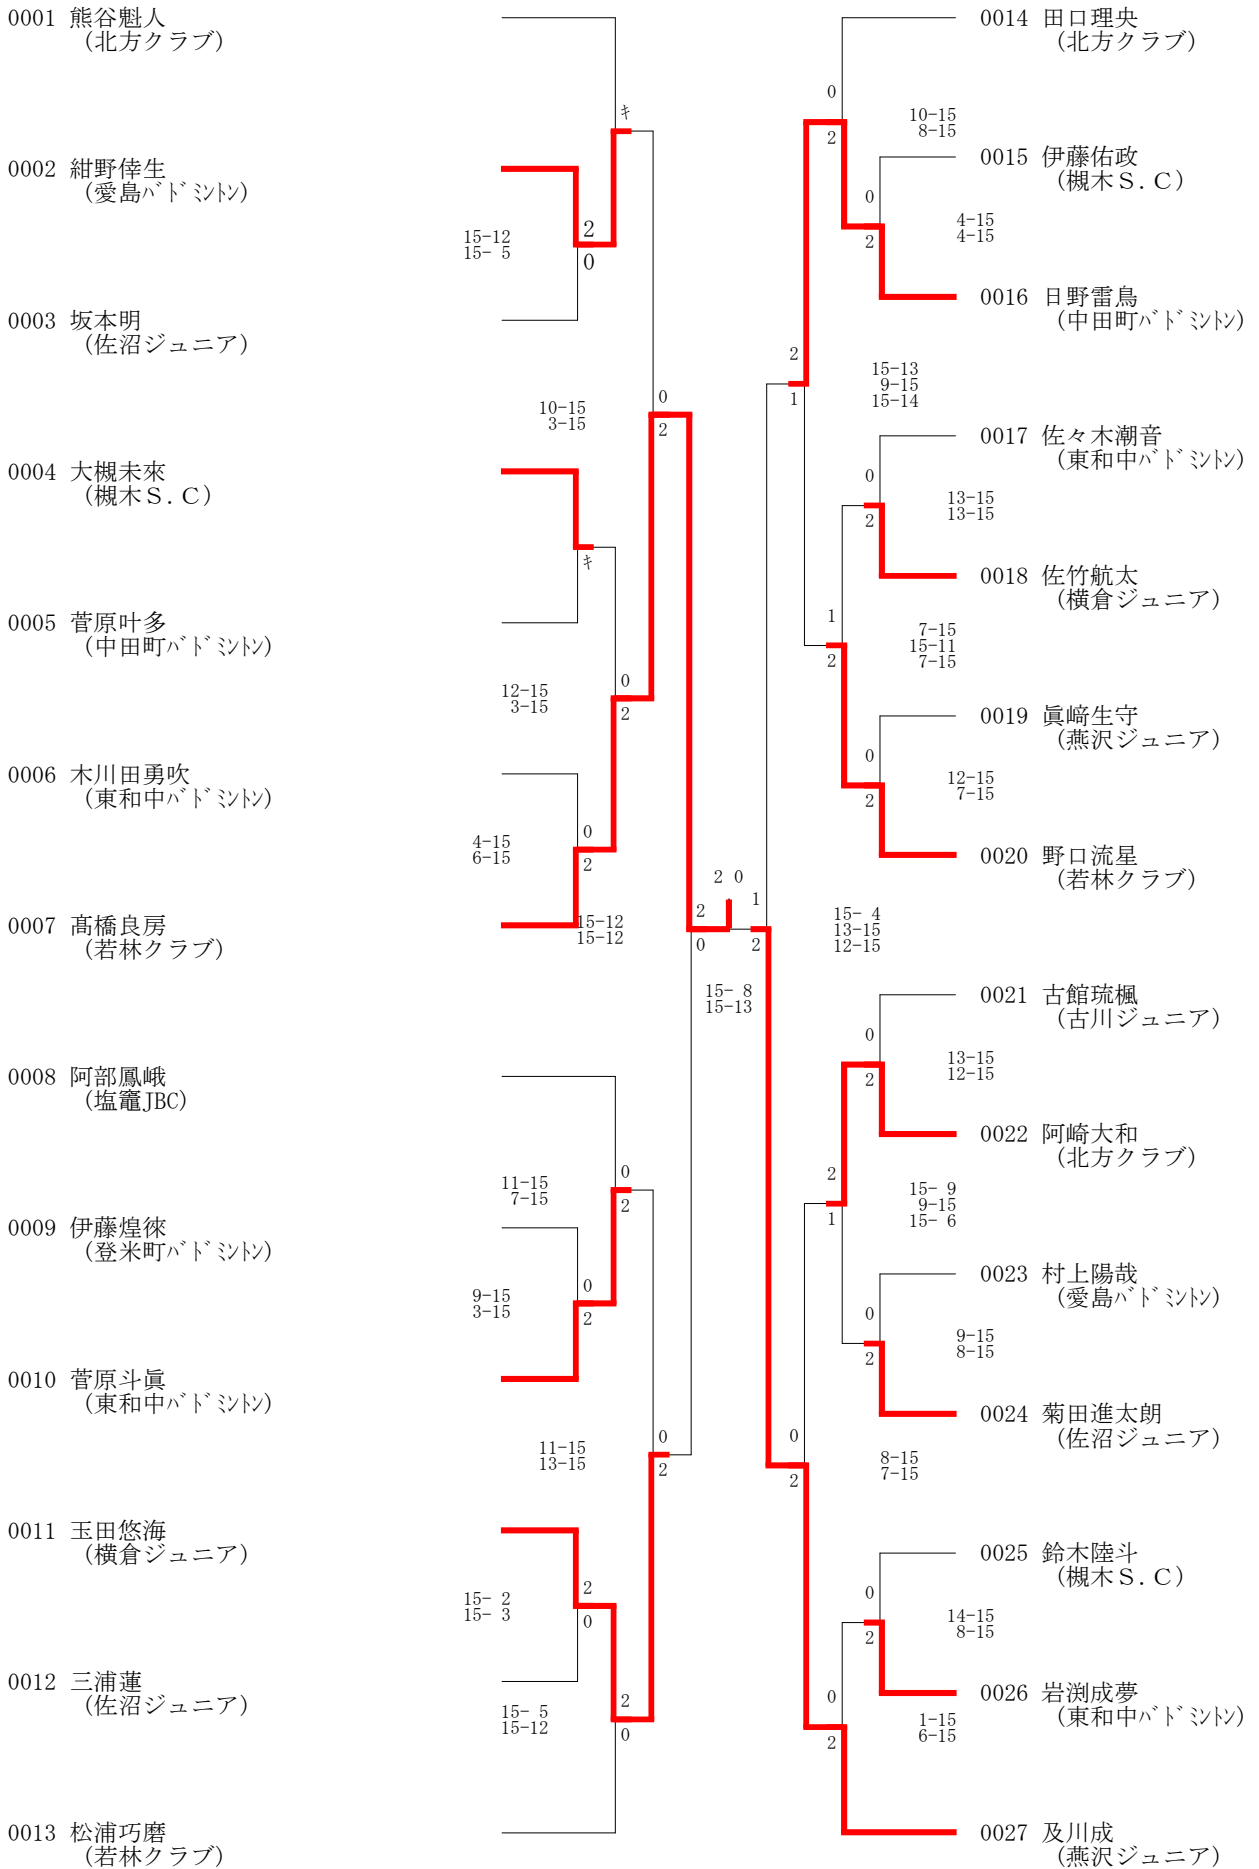 0001 熊谷魁人
(北方クラブ)
キ
0002 紺野倖生
(愛島バドミントン)
15-12
15- 5
2
0
0003 坂本明
(佐沼ジュニア)
10-15
3-15
0
2
0004 大槻未來
(槻木S.C)
キ
0005 菅原叶多
(中田町バドミントン)
12-15
3-15
0
2
0006 木川田勇吹
(東和中バドミントン)
4-15
6-15
0
2
0007 髙橋良房
(若林クラブ)
15-12
15-12
2
0
2 0
15- 8
15-13
0008 阿部鳳峨
(塩竈JBC)
11-15
7-15
0
2
0009 伊藤煌徠
(登米町バドミントン)
9-15
3-15
0
2
0010 菅原斗眞
(東和中バドミントン)
11-15
13-15
0
2
0011 玉田悠海
(横倉ジュニア)
15- 2
15- 3
2
0
0012 三浦蓮
(佐沼ジュニア)
15- 5
15-12
2
0
0013 松浦巧磨
(若林クラブ)
0014 田口理央
(北方クラブ)
0
2
10-15
8-15
0015 伊藤佑政
(槻木S.C)
0
2
4-15
4-15
0016 日野雷鳥
(中田町バドミントン)
2
1
15-13
9-15
15-14
0017 佐々木潮音
(東和中バドミントン)
0
2
13-15
13-15
0018 佐竹航太
(横倉ジュニア)
1
2
7-15
15-11
7-15
0019 眞﨑生守
(燕沢ジュニア)
0
2
12-15
7-15
0020 野口流星
(若林クラブ)
1
2
15- 4
13-15
12-15
0021 古館琉楓
(古川ジュニア)
0
2
13-15
12-15
0022 阿崎大和
(北方クラブ)
2
1
15- 9
9-15
15- 6
0023 村上陽哉
(愛島バドミントン)
0
2
9-15
8-15
0024 菊田進太朗
(佐沼ジュニア)
0
2
8-15
7-15
0025 鈴木陸斗
(槻木S.C)
0
2
14-15
8-15
0026 岩渕成夢
(東和中バドミントン)
0
2
1-15
6-15
0027 及川成
(燕沢ジュニア)